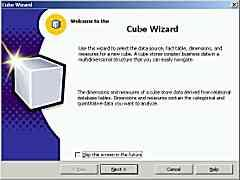 Cube Wizard
Welcome to the
Cube Wizard
Use this wizard to select the data source, fact table, dimensions, and
measures for a new cube. A cube stores complex business data in a
multidimensional structure that you can easily navigate.
The dimensions and measures of a cube store data derived from relational
database tables. Dimensions and measures contain the categorical and
quantitative data you want to analyze.
Skip this screen in the future.
Next >
Cancel
Help